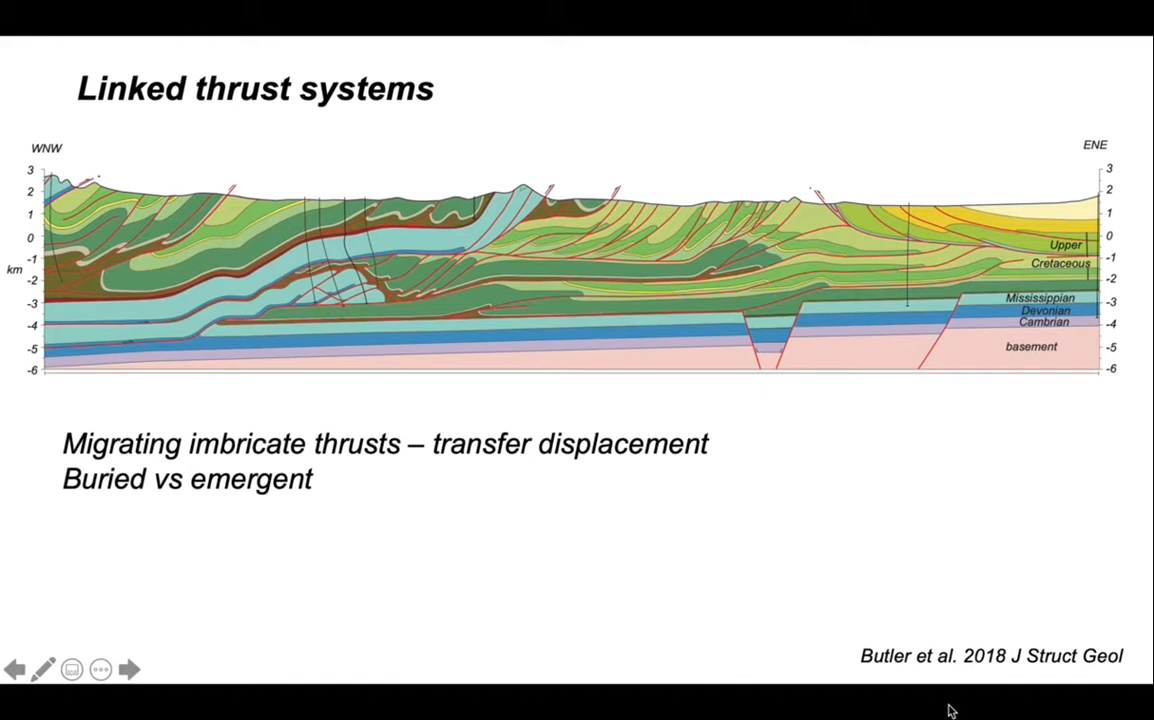 Linked thrust systems
WNW
ENE
3
2
1
0
-1
km
-2
-3
-4
-5
-6
3
2
1
0
-1
-2
-3
-4
-5
-6
Upper
Cretaceous
Mississippian
Devonian
Cambrian
basement
Migrating imbricate thrusts – transfer displacement
Buried vs emergent
Butler et al. 2018 J Struct Geol